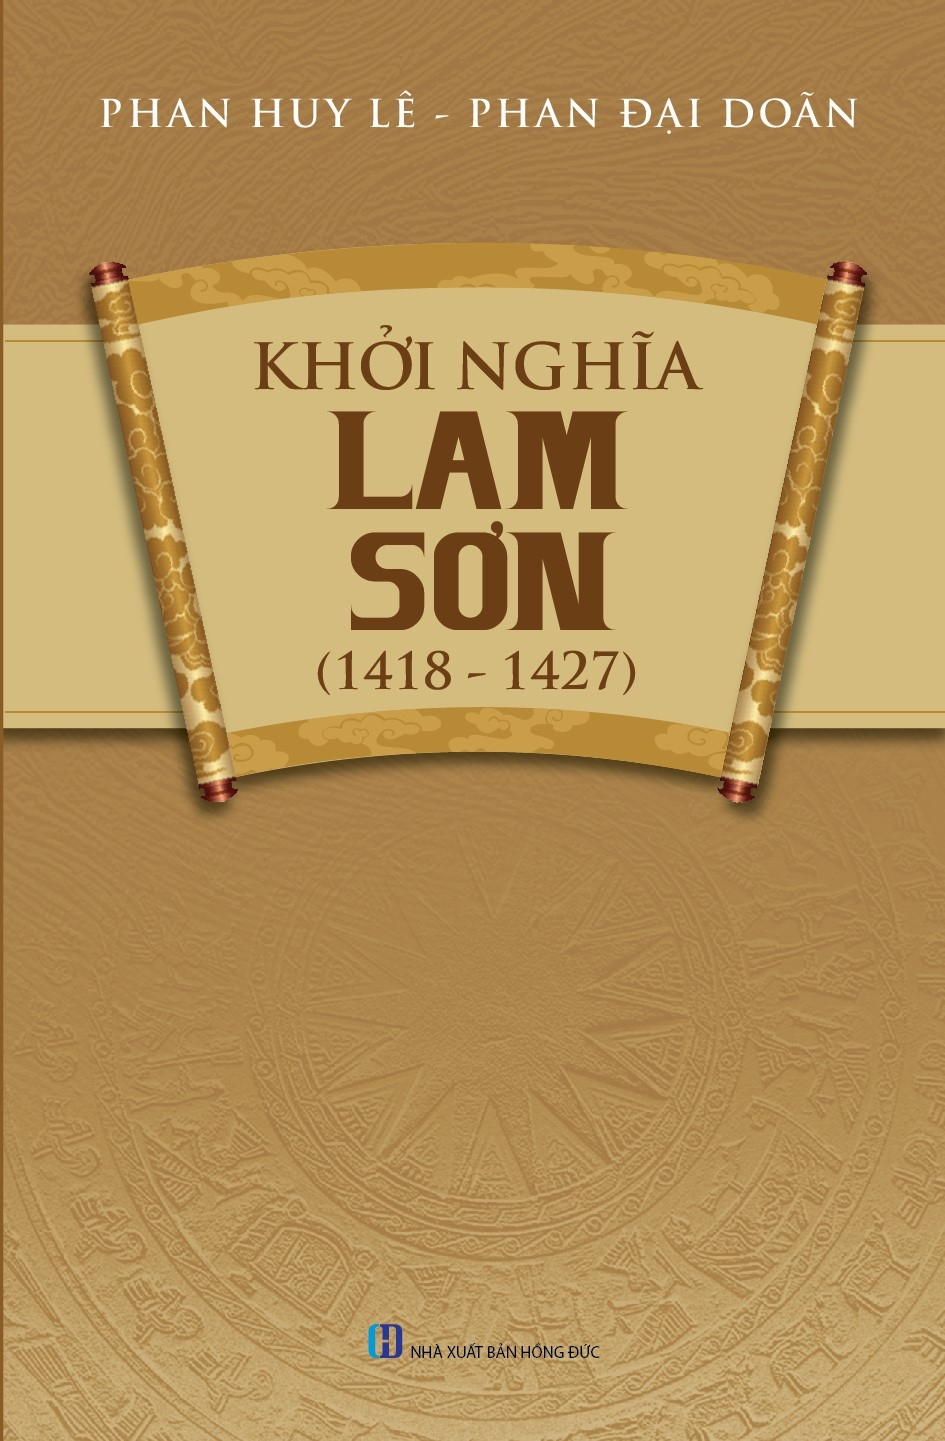 PHAN HUY LÊ - PHAN ĐẠI DOÃN
KHỞI NGHĨA
LAM
SƠN
(1418 - 1427)
NHÀ XUẤT BẢN HỒNG ĐỨC